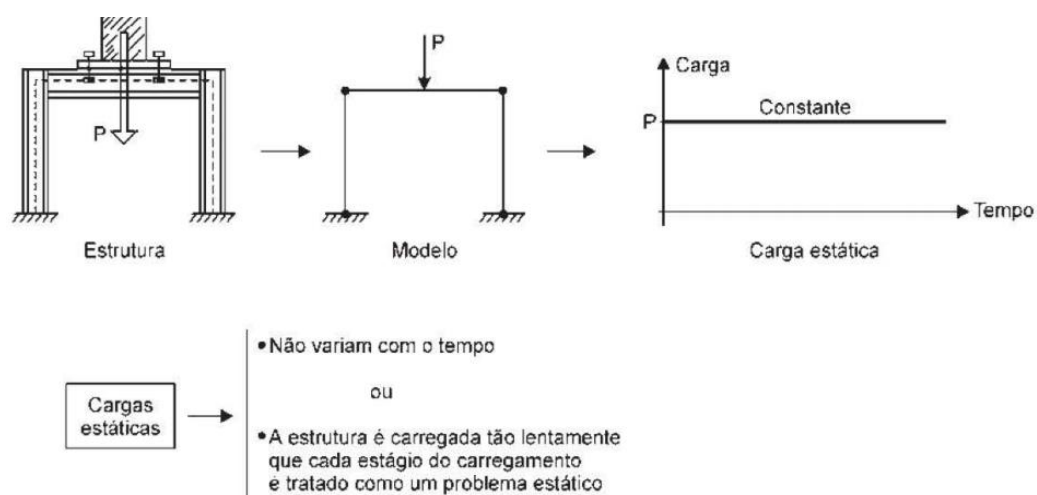 P
Estrutura
P
Modelo
Carga
P
Constante
Tempo
Carga estática
Cargas
estáticas
• Não variam com o tempo
ou
• A estrutura é carregada tão lentamente
que cada estágio do carregamento
é tratado como um problema estático